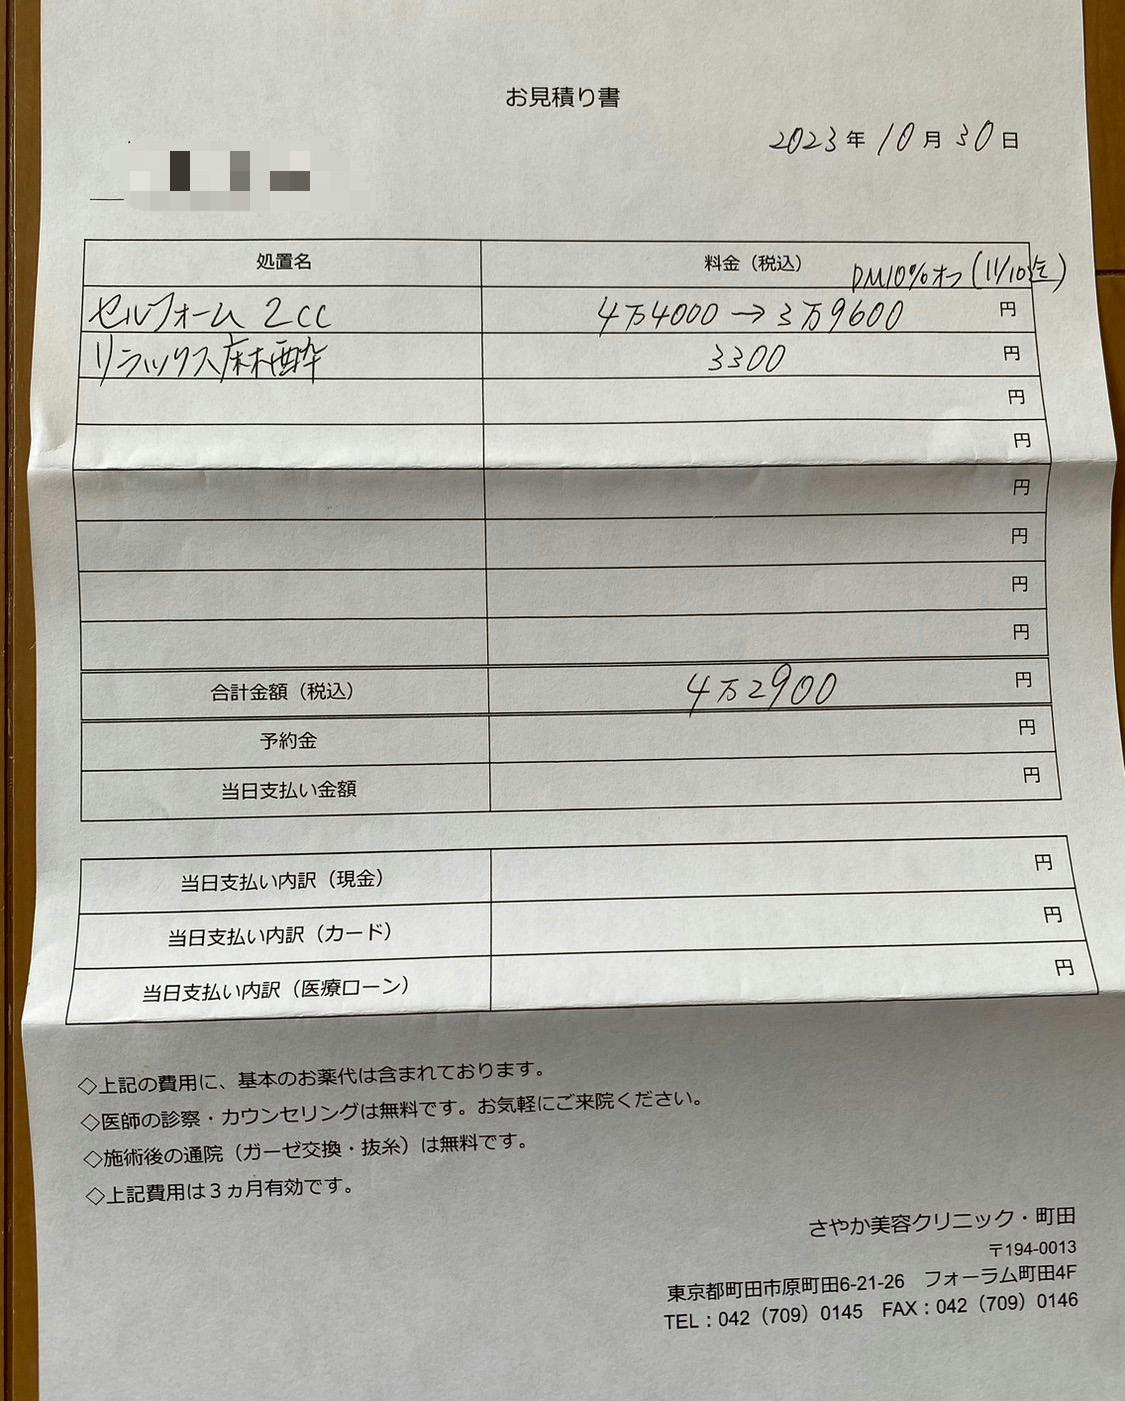 お見積り書
2023年10月30日
処置名 料金（税込） DM10%オフ(11/10迄)
セルフォーム 2cc 4万4000→3万9600 円
リラックス麻酔 3300 円
円
円
円
円
円
円
合計金額（税込） 4万2900 円
予約金 円
当日支払い金額 円
当日支払い内訳（現金） 円
当日支払い内訳（カード） 円
当日支払い内訳（医療ローン） 円
◇上記の費用に、基本のお薬代は含まれております。
◇医師の診察・カウンセリングは無料です。お気軽にご来院ください。
◇施術後の通院（ガーゼ交換・抜糸）は無料です。
◇上記費用は３ヵ月有効です。
さやか美容クリニック・町田
〒194-0013
東京都町田市原町田6-21-26　フォーラム町田4F
TEL：042（709）0145　FAX：042（709）0146